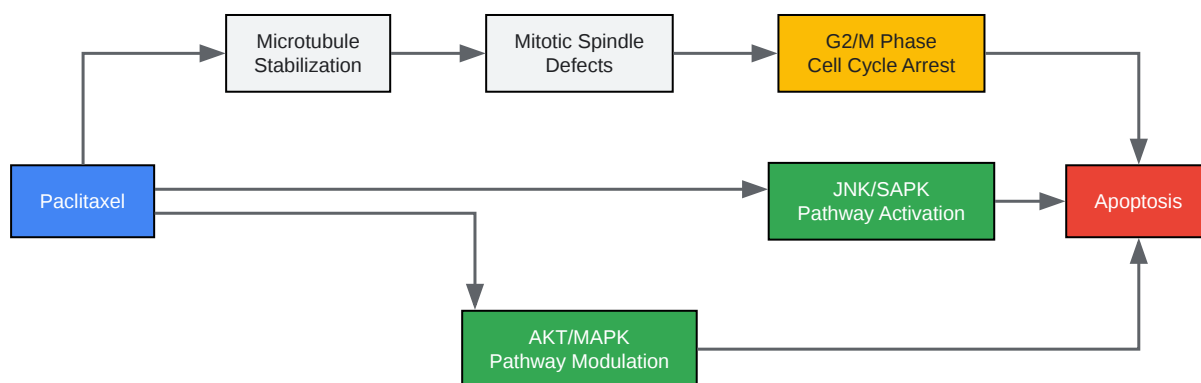 Microtubule
Stabilization
Mitotic Spindle
Defects
G2/M Phase
Cell Cycle Arrest
Paclitaxel
JNK/SAPK
Pathway Activation
Apoptosis
AKT/MAPK
Pathway Modulation